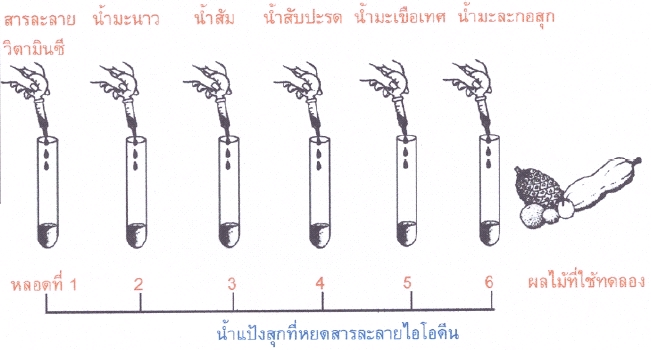 สารละลาย น้ำมะนาว น้ำส้ม น้ำสับปะรด น้ำมะเขือเทศ น้ำมะละกอสุก
วิตามินซี
หลอดที่ 1 2 3 4 5 6 ผลไม้ที่ใช้ทดลอง
น้ำแป้งสุกที่หยดสารละลายไอโอดีน